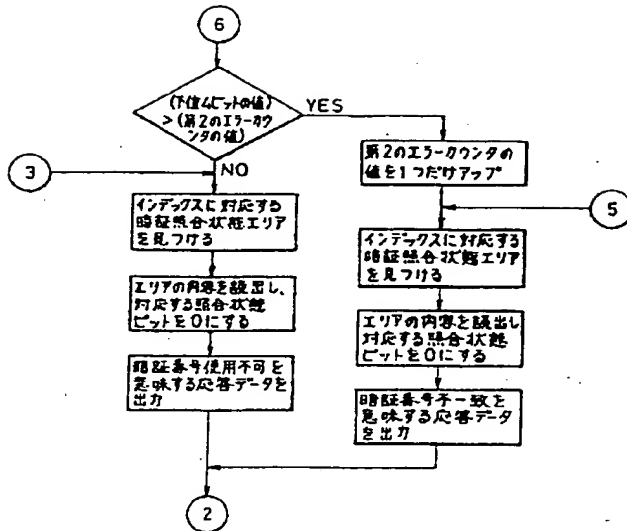 6
(下位4ビットの値)
>(第2のエラーカウ
ンタの値)
YES
NO
3
第2のエラーカウンタの
値を1つだけアップ
5
インデックスに対応する
暗証照合状態エリア
を見つける
エリアの内容を読出し、
対応する照合状態
ビットを0にする
暗証番号使用不可を
意味する応答データを
出力
インデックスに対応する
暗証照合状態エリア
を見つける
エリアの内容を読出し
対応する照合状態
ビットを0にする
暗証番号不一致を
意味する応答データ
を出力
2